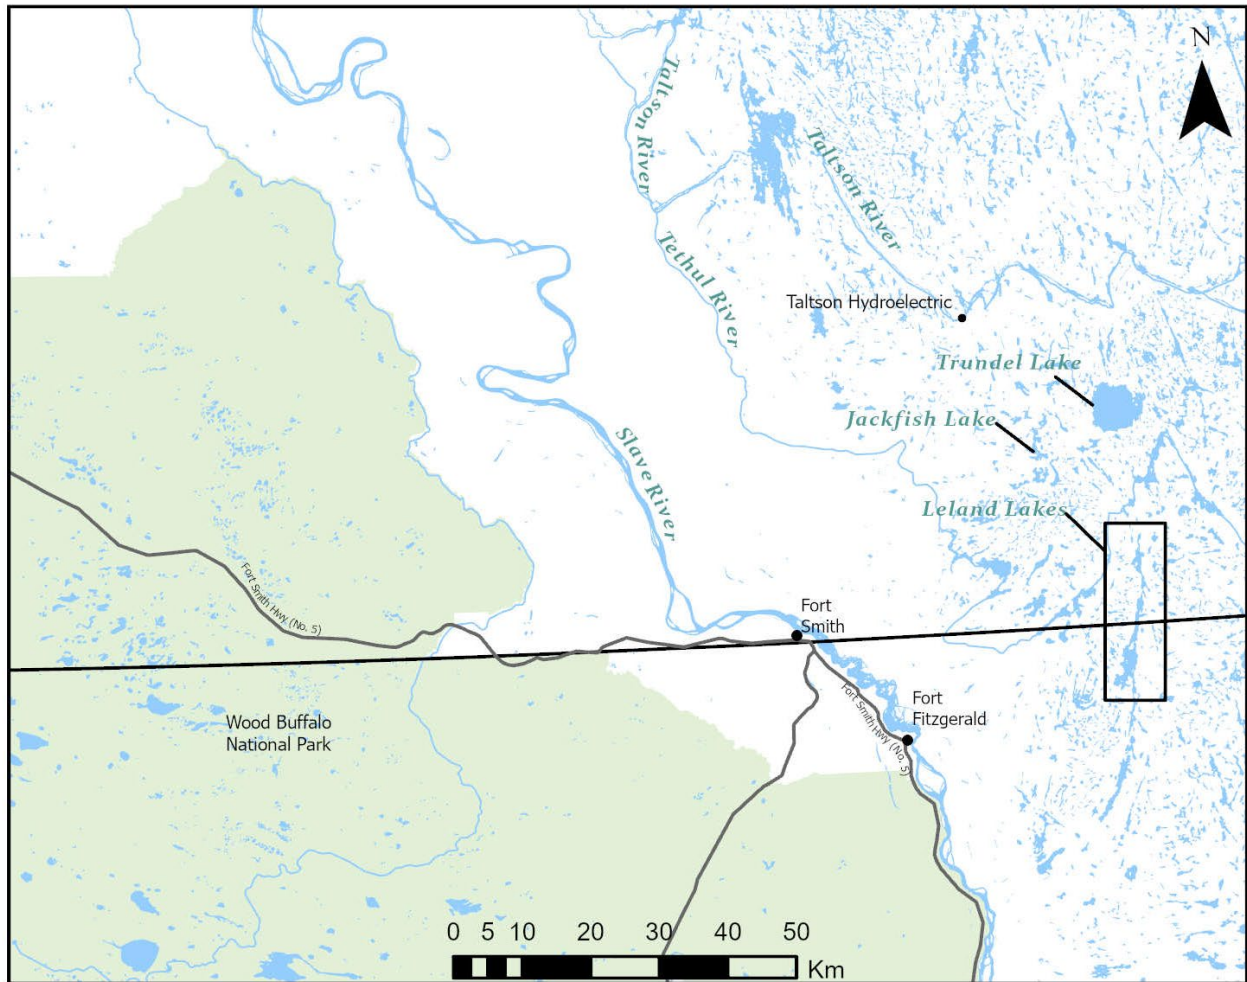 N
Taltson River
Taltson River
Tethul River
Taltson Hydroelectric
Trundel Lake
Jackfish Lake
Slave River
Leland Lakes
Fort Smith Hwy (No. 5)
Fort
Smith
Fort
Fitzgerald
Fort Smith Hwy (No. 5)
Wood Buffalo
National Park
0 5 10 20 30 40 50
Km